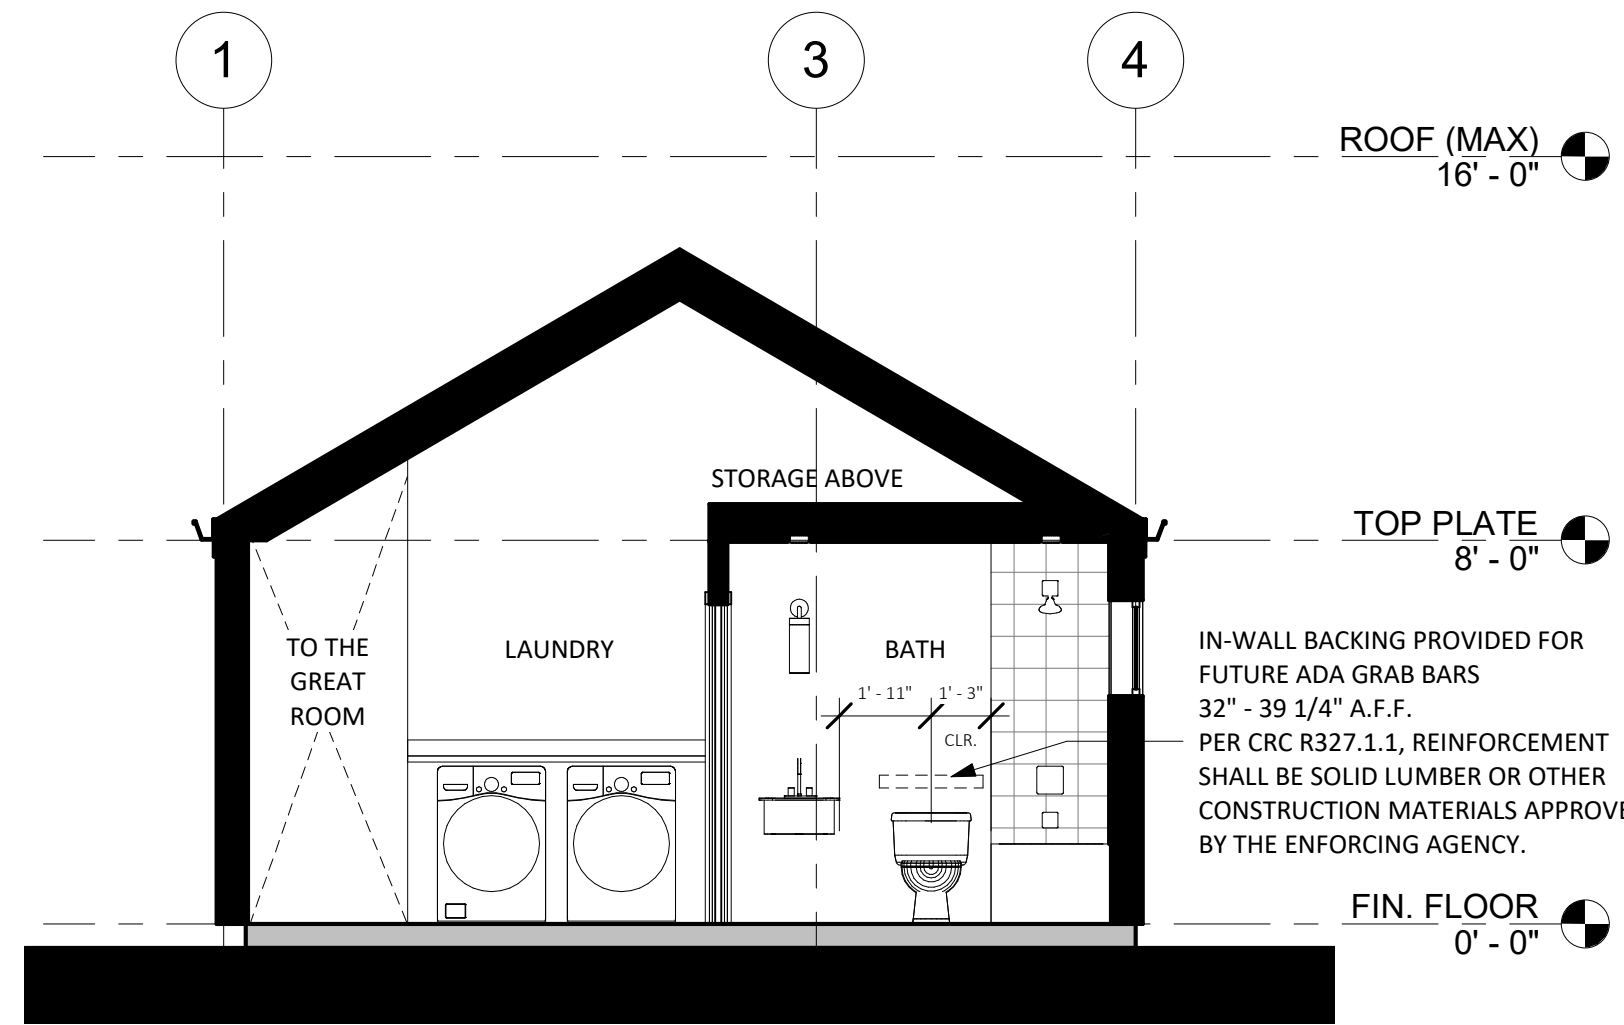 1
3
4
ROOF (MAX)
16' - 0"
STORAGE ABOVE
TOP PLATE
8' - 0"
TO THE
GREAT
ROOM
LAUNDRY
BATH
1' - 11"
1' - 3"
CLR.
IN-WALL BACKING PROVIDED FOR
FUTURE ADA GRAB BARS
32" - 39 1/4" A.F.F.
PER CRC R327.1.1, REINFORCEMENT
SHALL BE SOLID LUMBER OR OTHER
CONSTRUCTION MATERIALS APPROVE
BY THE ENFORCING AGENCY.
FIN. FLOOR
0' - 0"